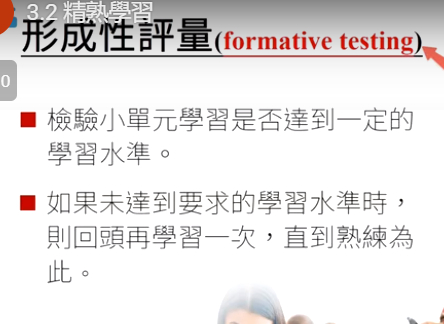 3.2 精熟學習
形成性評量(formative testing)
0
檢驗小單元學習是否達到一定的
學習水準。
如果未達到要求的學習水準時，
則回頭再學習一次，直到熟練為
此。